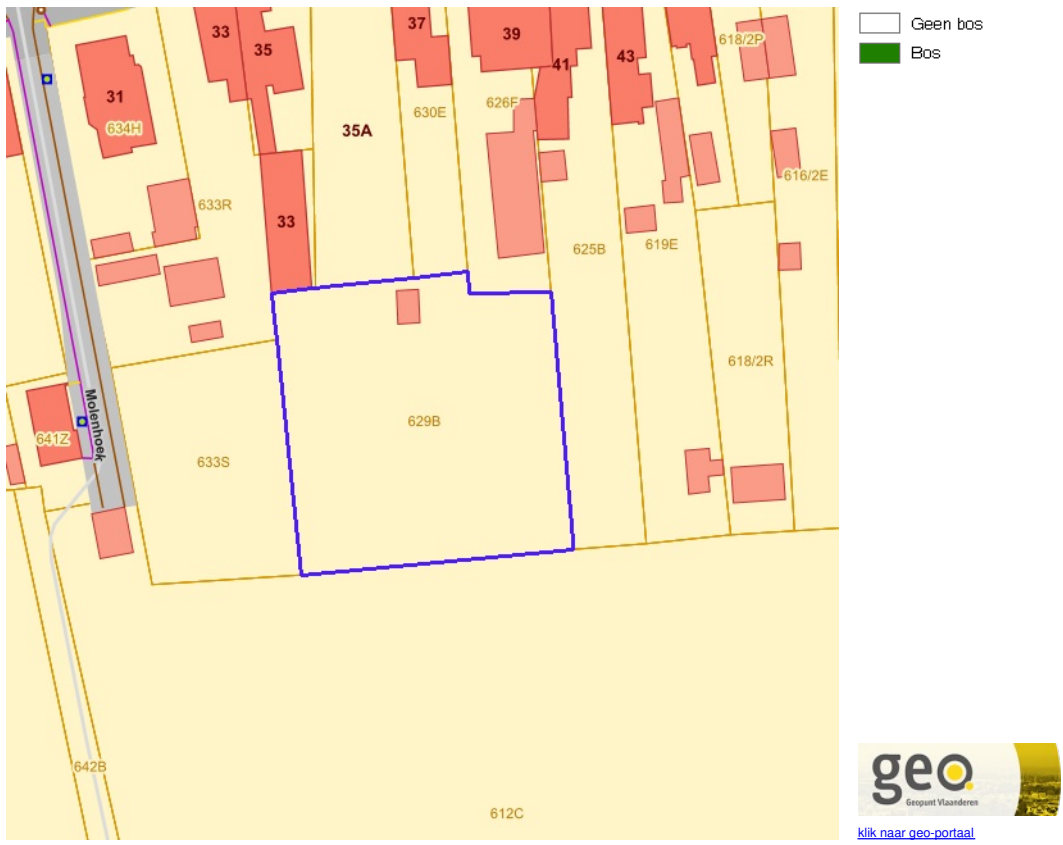 33
37
39
618/2P
35
43
41
31
626F
634H
630E
35A
616/2E
633R
33
625B
619E
618/2R
Molenhoek
629B
641Z
633S
642B
612C
Geen bos
Bos
geo.
Geopunt Vlaanderen
klik naar geo-portaal